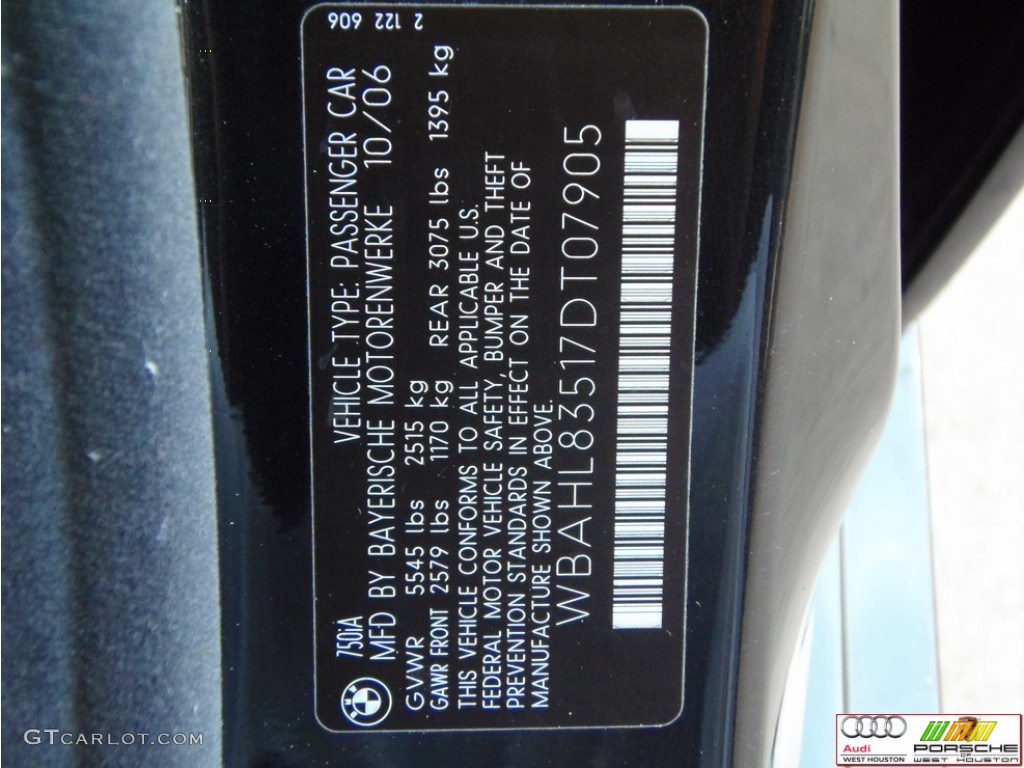 750iA VEHICLE TYPE: PASSENGER CAR
MFD BY BAYERISCHE MOTORENWERKE 10/06
GVWR 5545 lbs 2515 kg
GAWR FRONT 2579 lbs 1170 kg REAR 3075 lbs 1395 kg
THIS VEHICLE CONFORMS TO ALL APPLICABLE U.S.
FEDERAL MOTOR VEHICLE SAFETY, BUMPER AND THEFT
PREVENTION STANDARDS IN EFFECT ON THE DATE OF
MANUFACTURE SHOWN ABOVE.
WBAHL83517DT07905
2 122 606
GTcarlot.com
Audi
WEST HOUSTON
PORSCHE
OF
WEST HOUSTON